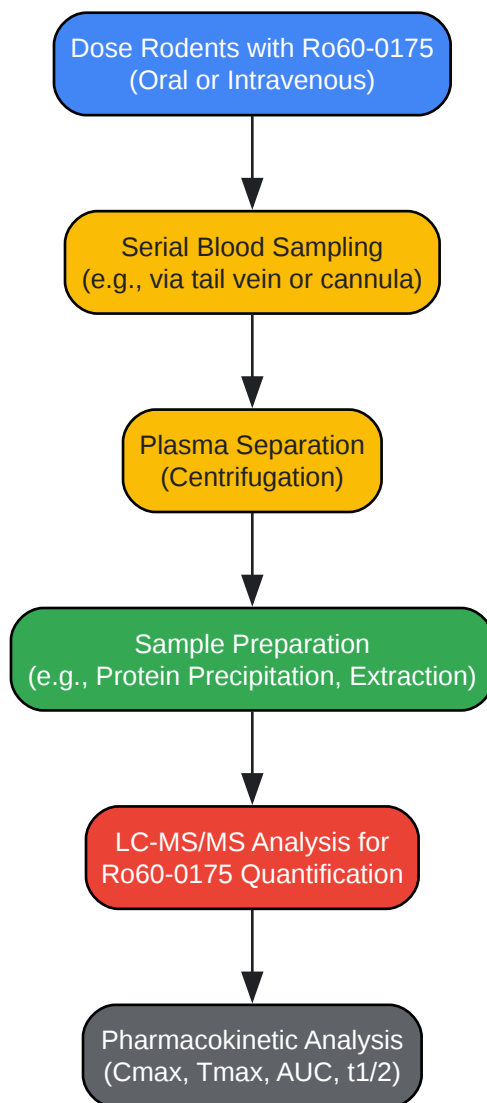 Dose Rodents with Ro60-0175
(Oral or Intravenous)
Serial Blood Sampling
(e.g., via tail vein or cannula)
Plasma Separation
(Centrifugation)
Sample Preparation
(e.g., Protein Precipitation, Extraction)
LC-MS/MS Analysis for
Ro60-0175 Quantification
Pharmacokinetic Analysis
(Cmax, Tmax, AUC, t1/2)